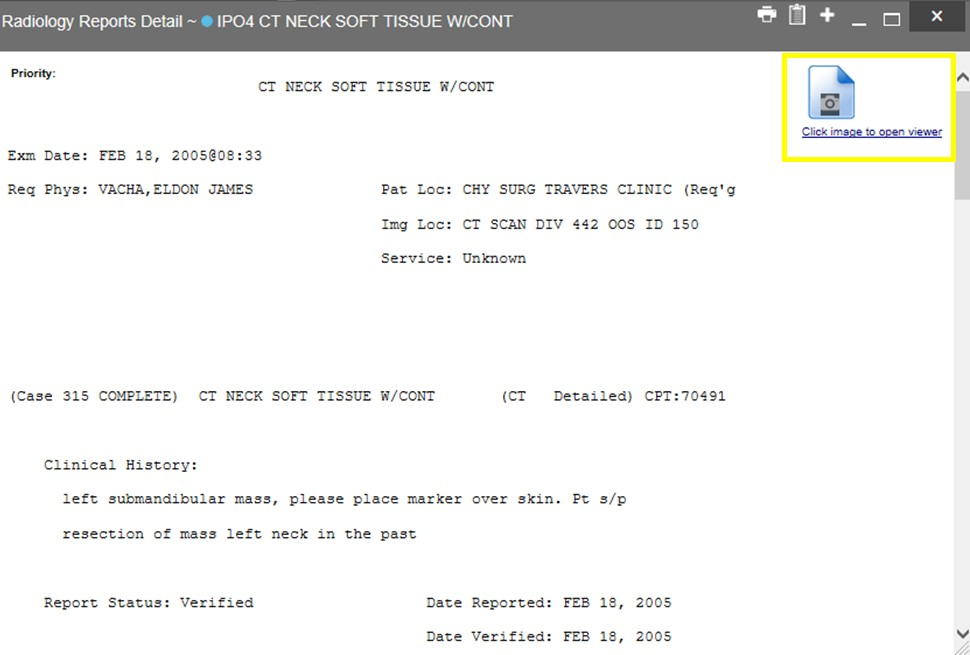 Radiology Reports Detail ~ IPO4 CT NECK SOFT TISSUE W/CONT
Priority:
CT NECK SOFT TISSUE W/CONT
Click image to open viewer
Exm Date: FEB 18, 2005@08:33
Req Phys: VACHA,ELDON JAMES Pat Loc: CHY SURG TRAVERS CLINIC (Req'g
Img Loc: CT SCAN DIV 442 OOS ID 150
Service: Unknown
(Case 315 COMPLETE) CT NECK SOFT TISSUE W/CONT (CT Detailed) CPT:70491
Clinical History:
left submandibular mass, please place marker over skin. Pt s/p
resection of mass left neck in the past
Report Status: Verified Date Reported: FEB 18, 2005
Date Verified: FEB 18, 2005